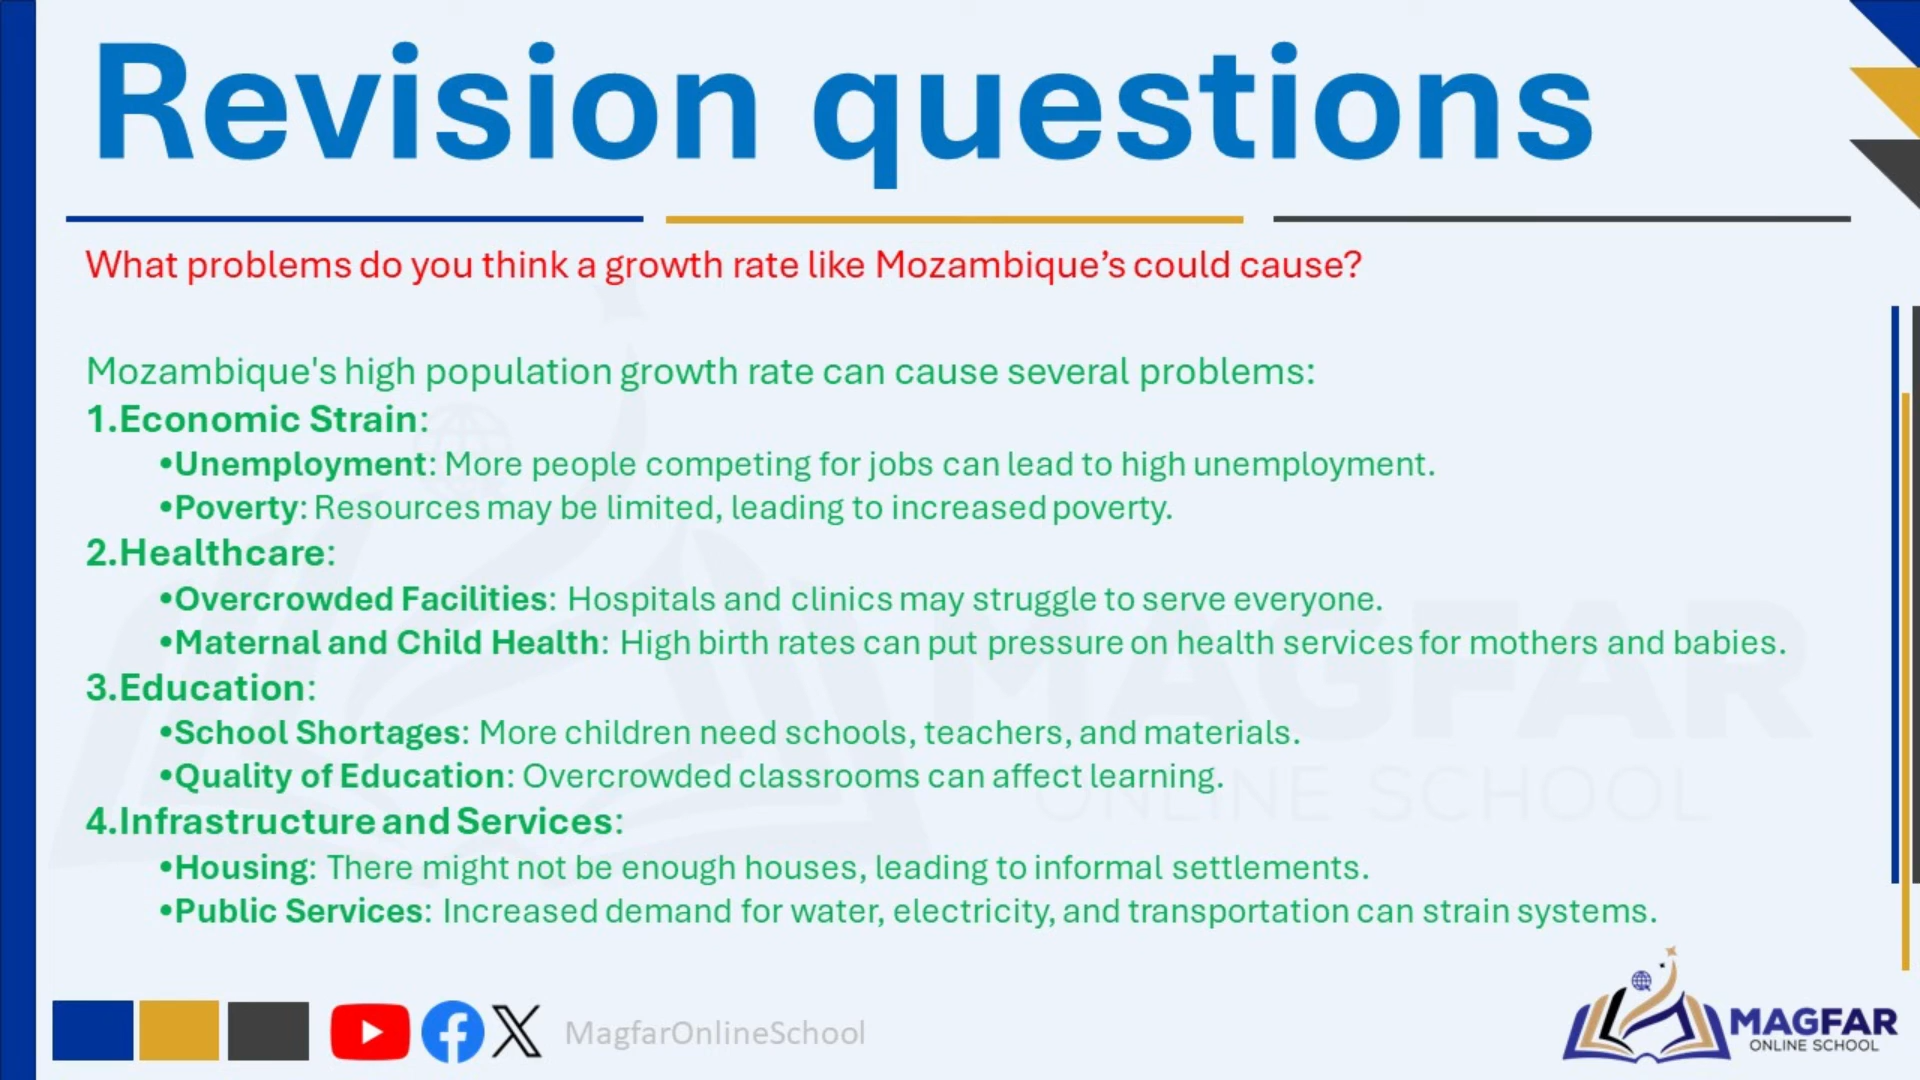 Revision questions
What problems do you think a growth rate like Mozambique’s could cause?
Mozambique's high population growth rate can cause several problems:
1.Economic Strain:
•Unemployment: More people competing for jobs can lead to high unemployment.
•Poverty: Resources may be limited, leading to increased poverty.
2.Healthcare:
•Overcrowded Facilities: Hospitals and clinics may struggle to serve everyone.
•Maternal and Child Health: High birth rates can put pressure on health services for mothers and babies.
3.Education:
•School Shortages: More children need schools, teachers, and materials.
•Quality of Education: Overcrowded classrooms can affect learning.
4.Infrastructure and Services:
•Housing: There might not be enough houses, leading to informal settlements.
•Public Services: Increased demand for water, electricity, and transportation can strain systems.
MAGFAR
ONLINE SCHOOL
MagfarOnlineSchool
MAGFAR
ONLINE SCHOOL